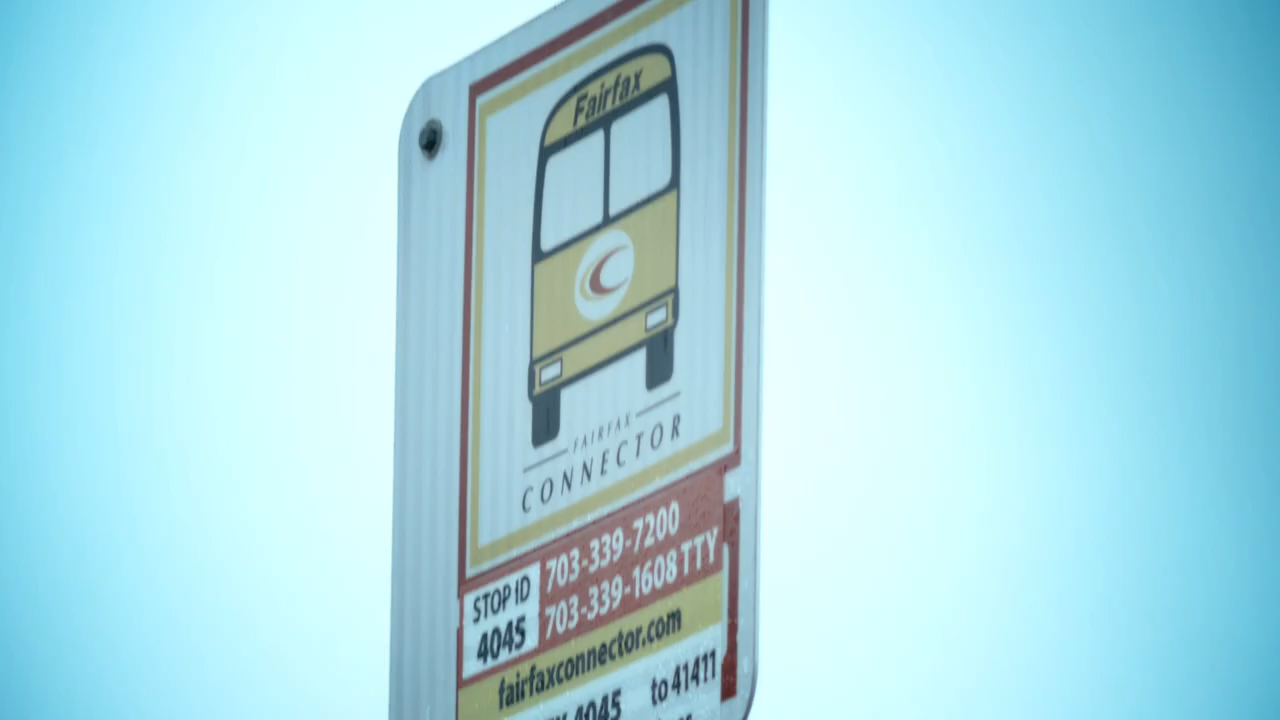 Fairfax
FAIRFAX
CONNECTOR
STOP ID
4045
703-339-7200
703-339-1608 TTY
fairfaxconnector.com
4045 to 41411